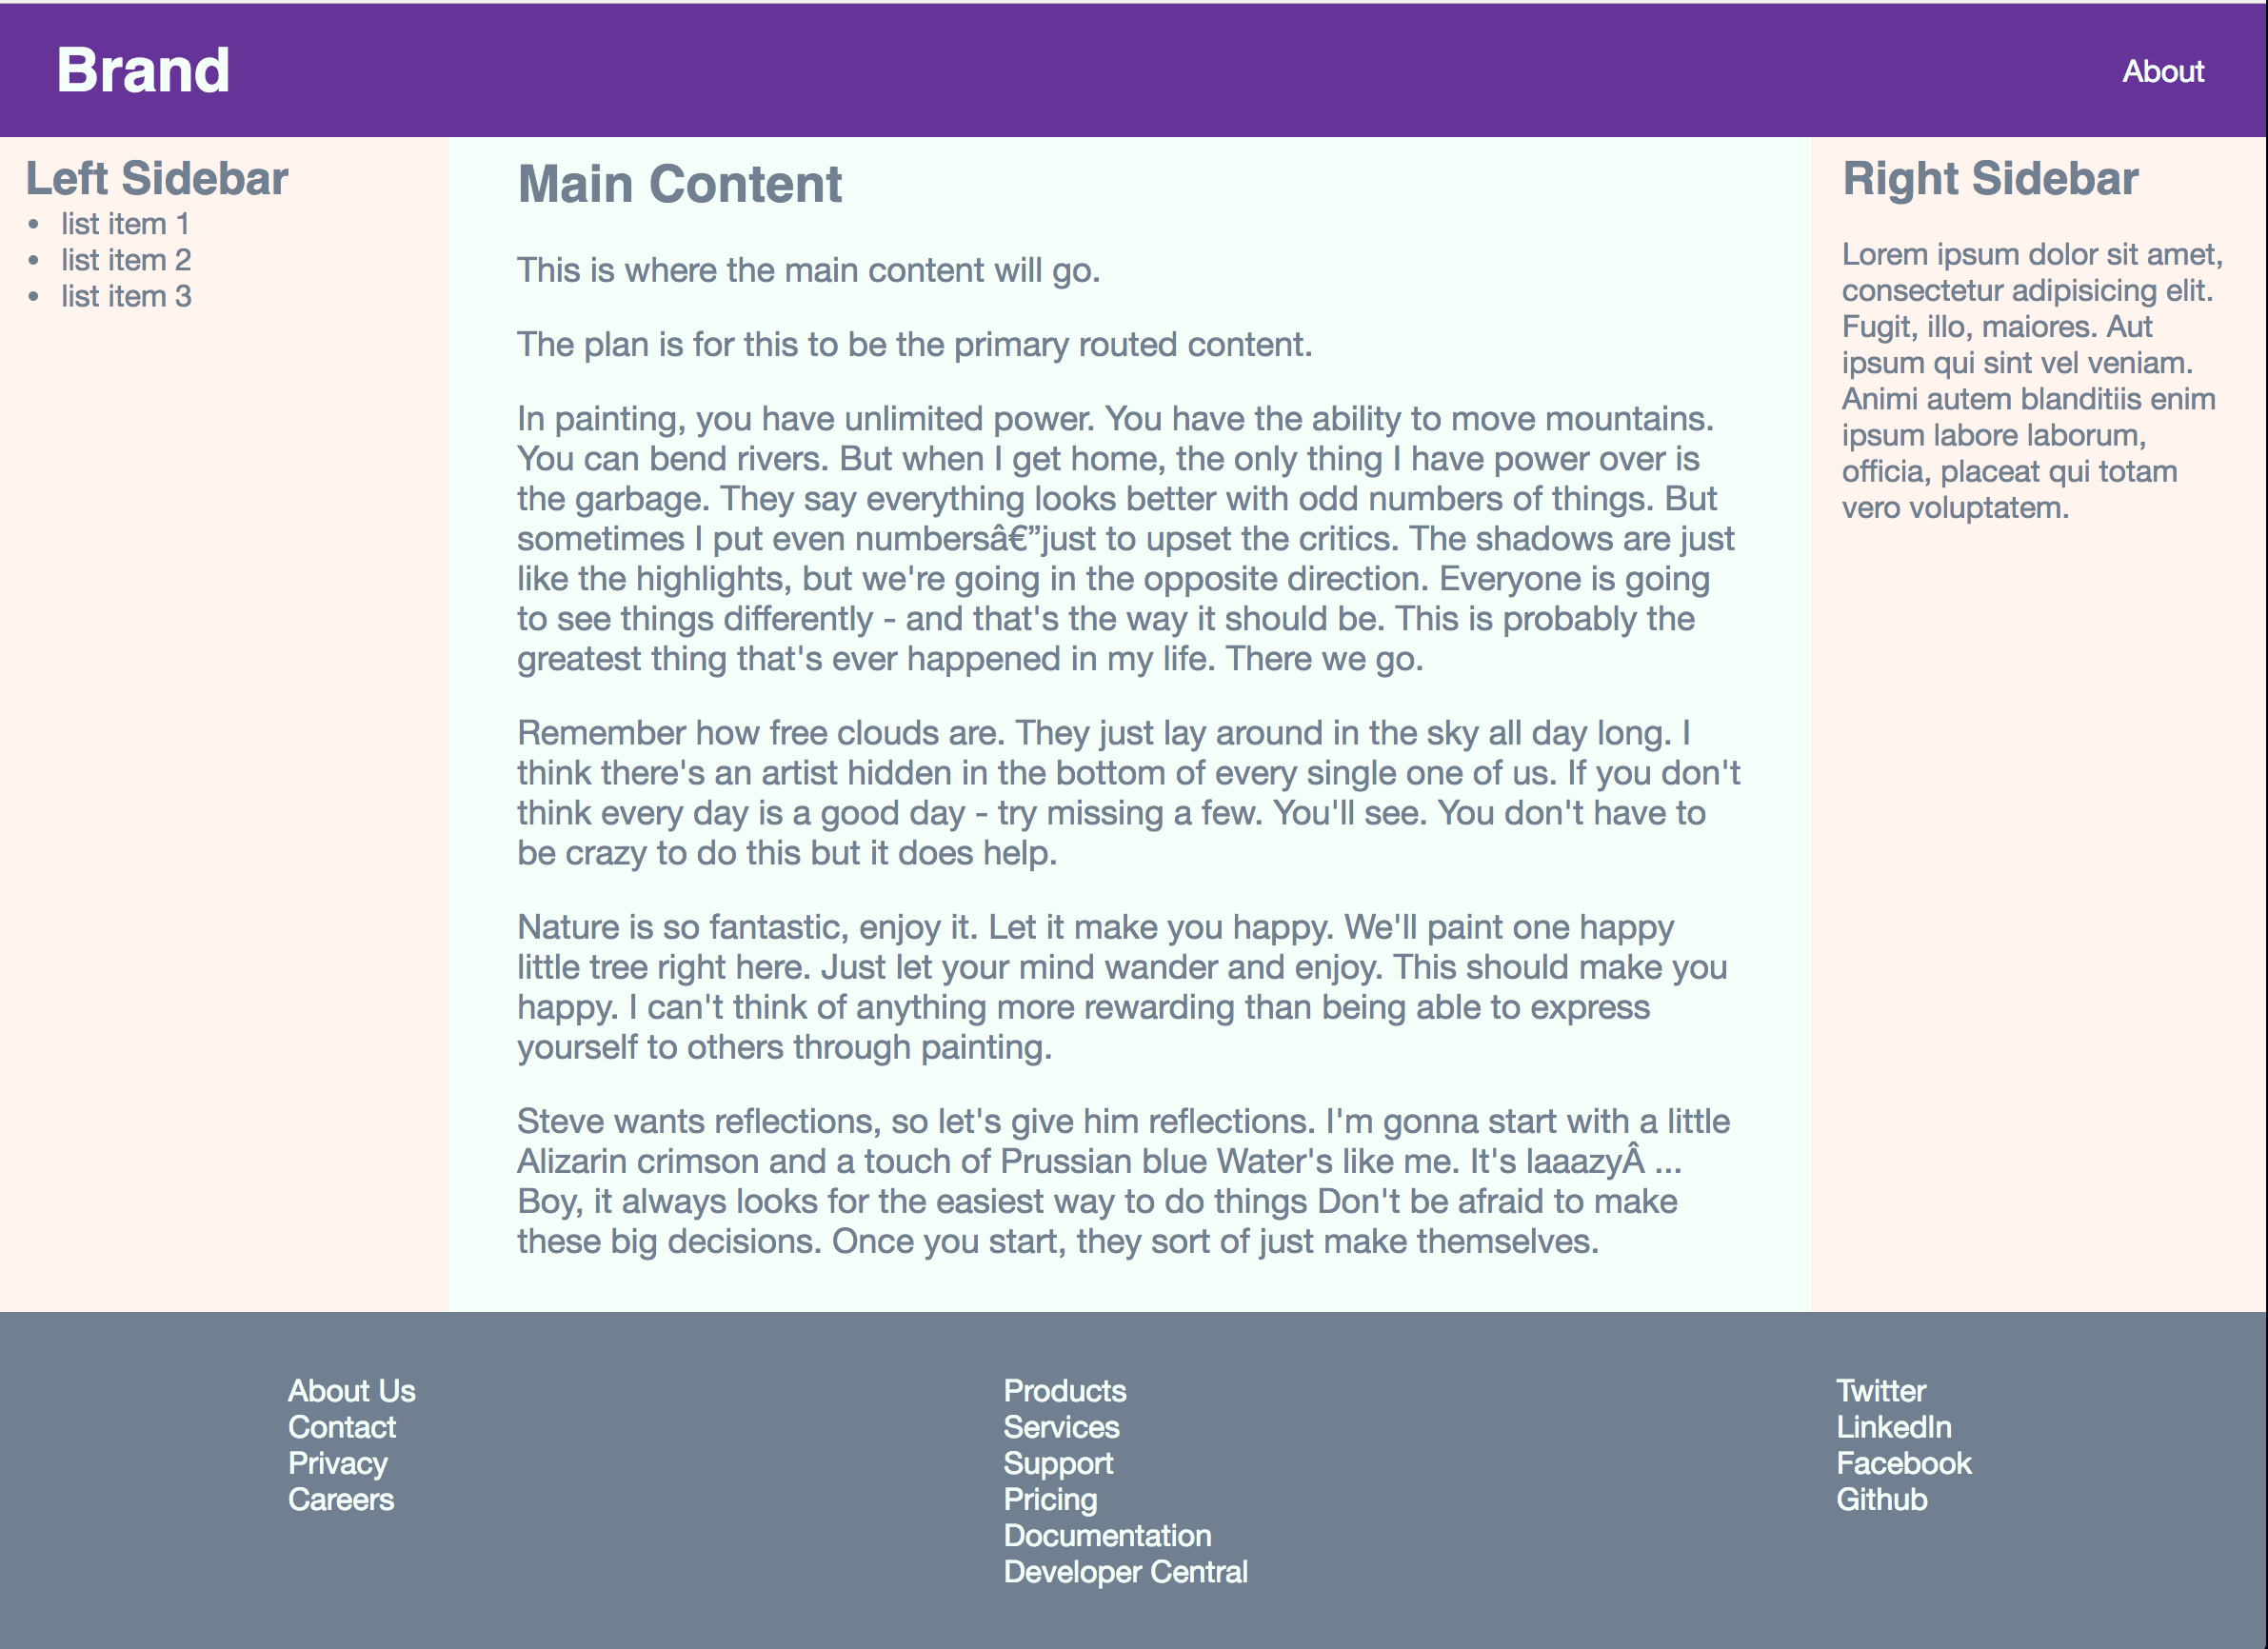 Brand
About
Left Sidebar
• list item 1
• list item 2
• list item 3
Main Content
This is where the main content will go.
The plan is for this to be the primary routed content.
In painting, you have unlimited power. You have the ability to move mountains.
You can bend rivers. But when I get home, the only thing I have power over is
the garbage. They say everything looks better with odd numbers of things. But
sometimes I put even numbersâ€”just to upset the critics. The shadows are just
like the highlights, but we're going in the opposite direction. Everyone is going
to see things differently - and that's the way it should be. This is probably the
greatest thing that's ever happened in my life. There we go.
Remember how free clouds are. They just lay around in the sky all day long. I
think there's an artist hidden in the bottom of every single one of us. If you don't
think every day is a good day - try missing a few. You'll see. You don't have to
be crazy to do this but it does help.
Nature is so fantastic, enjoy it. Let it make you happy. We'll paint one happy
little tree right here. Just let your mind wander and enjoy. This should make you
happy. I can't think of anything more rewarding than being able to express
yourself to others through painting.
Steve wants reflections, so let's give him reflections. I'm gonna start with a little
Alizarin crimson and a touch of Prussian blue Water's like me. It's laaazyÂ ...
Boy, it always looks for the easiest way to do things Don't be afraid to make
these big decisions. Once you start, they sort of just make themselves.
Right Sidebar
Lorem ipsum dolor sit amet,
consectetur adipisicing elit.
Fugit, illo, maiores. Aut
ipsum qui sint vel veniam.
Animi autem blanditiis enim
ipsum labore laborum,
officia, placeat qui totam
vero voluptatem.
About Us
Contact
Privacy
Careers
Products
Services
Support
Pricing
Documentation
Developer Central
Twitter
LinkedIn
Facebook
Github